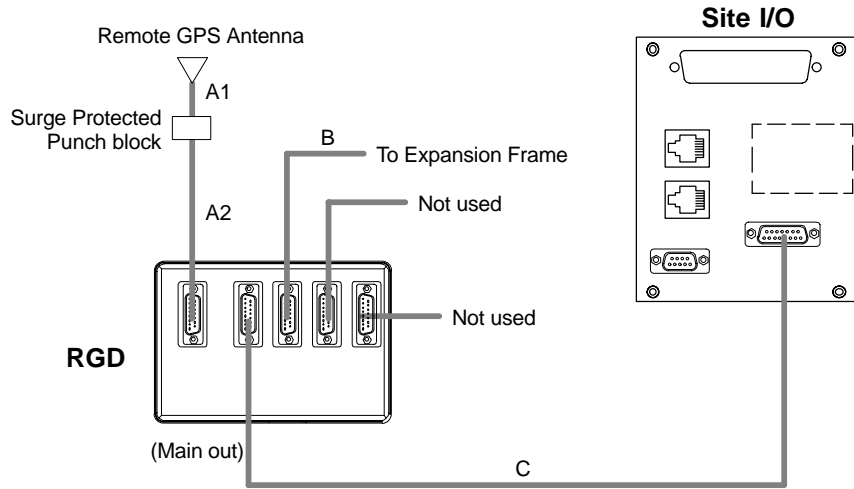 Site I/O
Remote GPS Antenna
A1
Surge Protected
Punch block
B
To Expansion Frame
A2
Not used
Not used
RGD
(Main out)
C